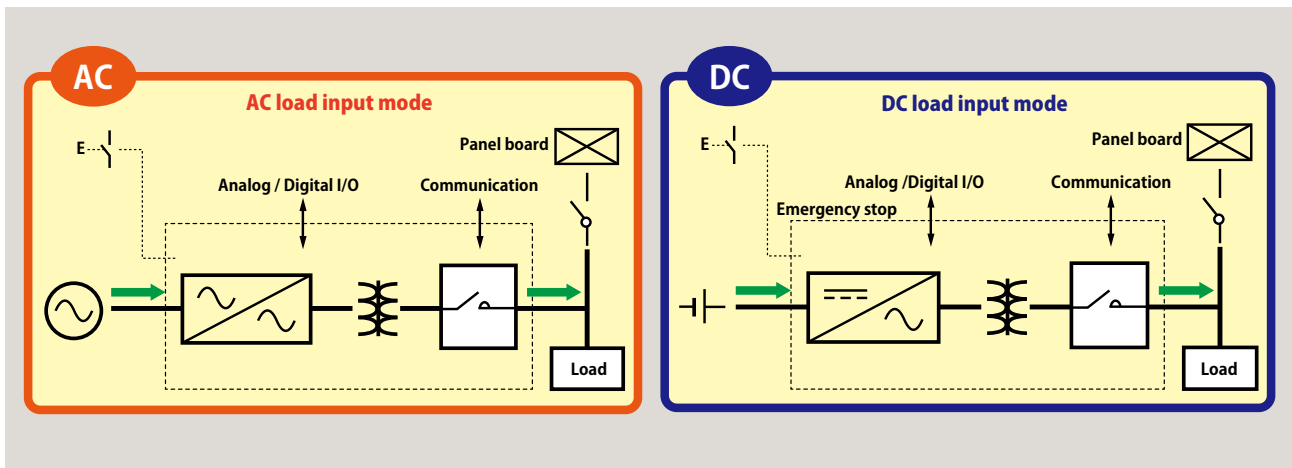 AC
AC load input mode
E
Panel board
Analog / Digital I/O
Communication
Load
DC
DC load input mode
E
Panel board
Analog /Digital I/O
Communication
Emergency stop
Load